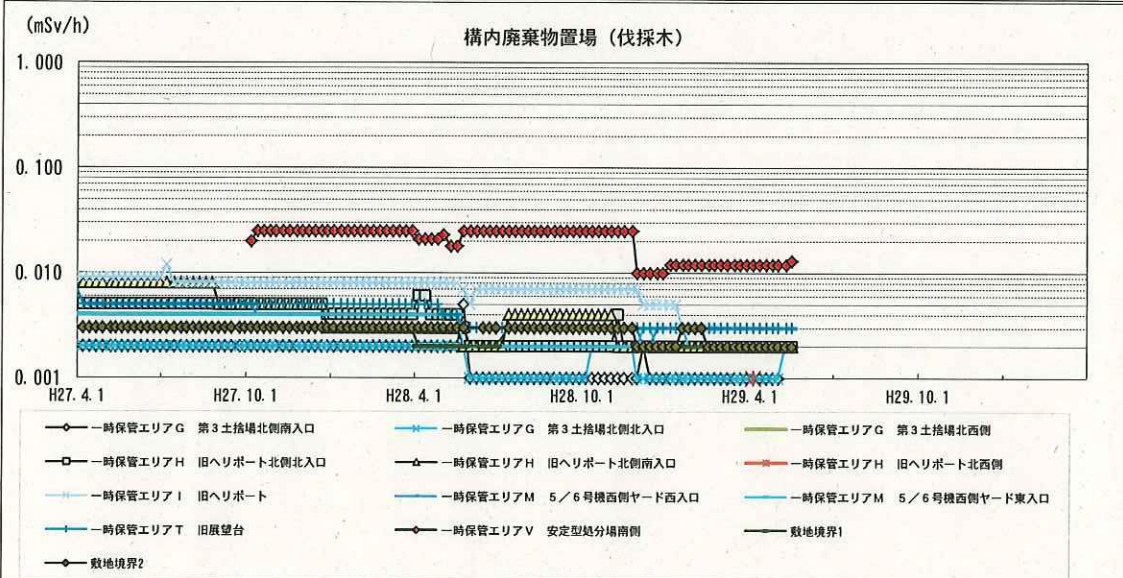 (mSv/h)
構内廃棄物置場（伐採木）
1.000
0.100
0.010
0.001
H27.4.1 H27.10.1 H28.4.1 H28.10.1 H29.4.1 H29.10.1
一時保管エリアG 第3土捨場北側南入口 一時保管エリアG 第3土捨場北側北入口 一時保管エリアG 第3土捨場北西側
一時保管エリアH 旧ヘリポート北側北入口 一時保管エリアH 旧ヘリポート北側南入口 一時保管エリアH 旧ヘリポート北西側
一時保管エリアI 旧ヘリポート 一時保管エリアM 5／6号機西側ヤード西入口 一時保管エリアM 5／6号機西側ヤード東入口
一時保管エリアT 旧展望台 一時保管エリアV 安定型処分場南側 敷地境界1
敷地境界2